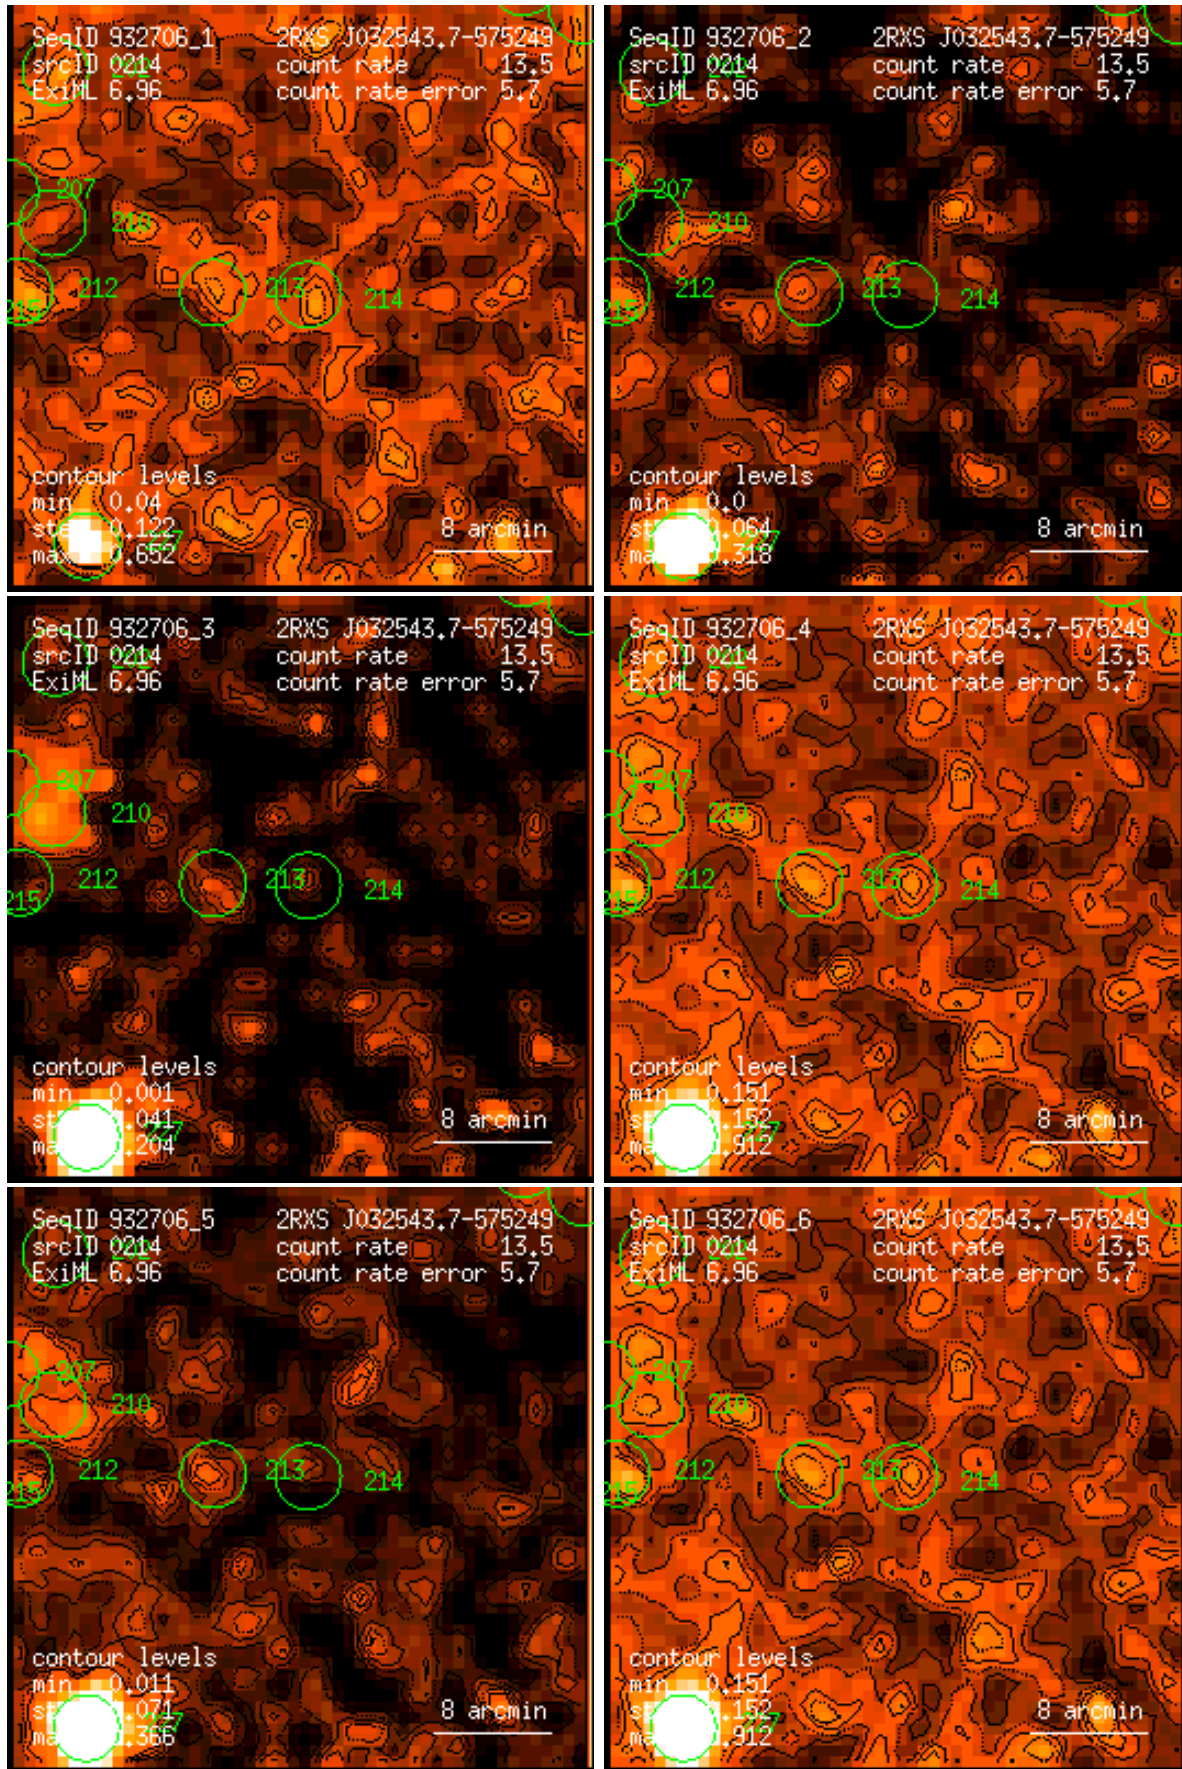 SeqID 932706_1 2RXS J032543.7-575249
srcID 0214 count rate 13.5
ExiML 6.96 count rate error 5.7
207
210
212 213 214
215
contour levels
min 0.04
0.122 8 arcmin
0.652
SeqID 932706_2 2RXS J032543.7-575249
srcID 0214 count rate 13.5
ExiML 6.96 count rate error 5.7
207
210
212 213 214
215
contour levels
min 0.0
0.064 8 arcmin
.318
SeqID 932706_3 2RXS J032543.7-575249
srcID 0214 count rate 13.5
ExiML 6.96 count rate error 5.7
207
210
212 213 214
215
contour levels
min 0.001
.041 8 arcmin
.204
SeqID 932706_4 2RXS J032543.7-575249
srcID 0214 count rate 13.5
ExiML 6.96 count rate error 5.7
207
210
212 213 214
215
contour levels
min 0.151
.152 8 arcmin
.912
SeqID 932706_5 2RXS J032543.7-575249
srcID 0214 count rate 13.5
ExiML 6.96 count rate error 5.7
207
210
212 213 214
215
contour levels
min 0.011
.071 8 arcmin
.366
SeqID 932706_6 2RXS J032543.7-575249
srcID 0214 count rate 13.5
ExiML 6.96 count rate error 5.7
207
210
212 213 214
215
contour levels
min 0.151
.152 8 arcmin
.912